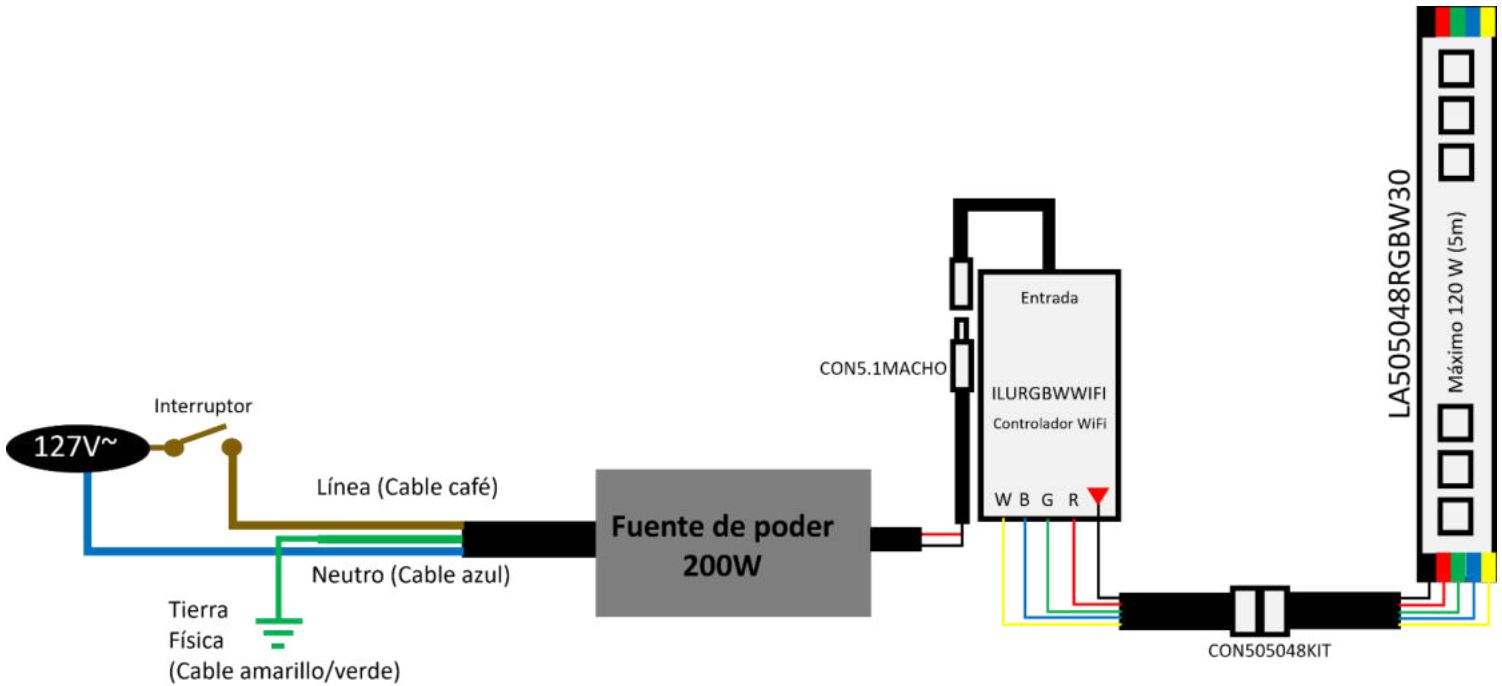 127V~
Interruptor
Línea (Cable café)
Neutro (Cable azul)
Tierra
Física
(Cable amarillo/verde)
Fuente de poder
200W
CON5.1MACHO
Entrada
ILURGBWWIFI
Controlador WiFi
W B G R
CON505048KIT
LA505048RGBW30
Máximo 120 W (5m)